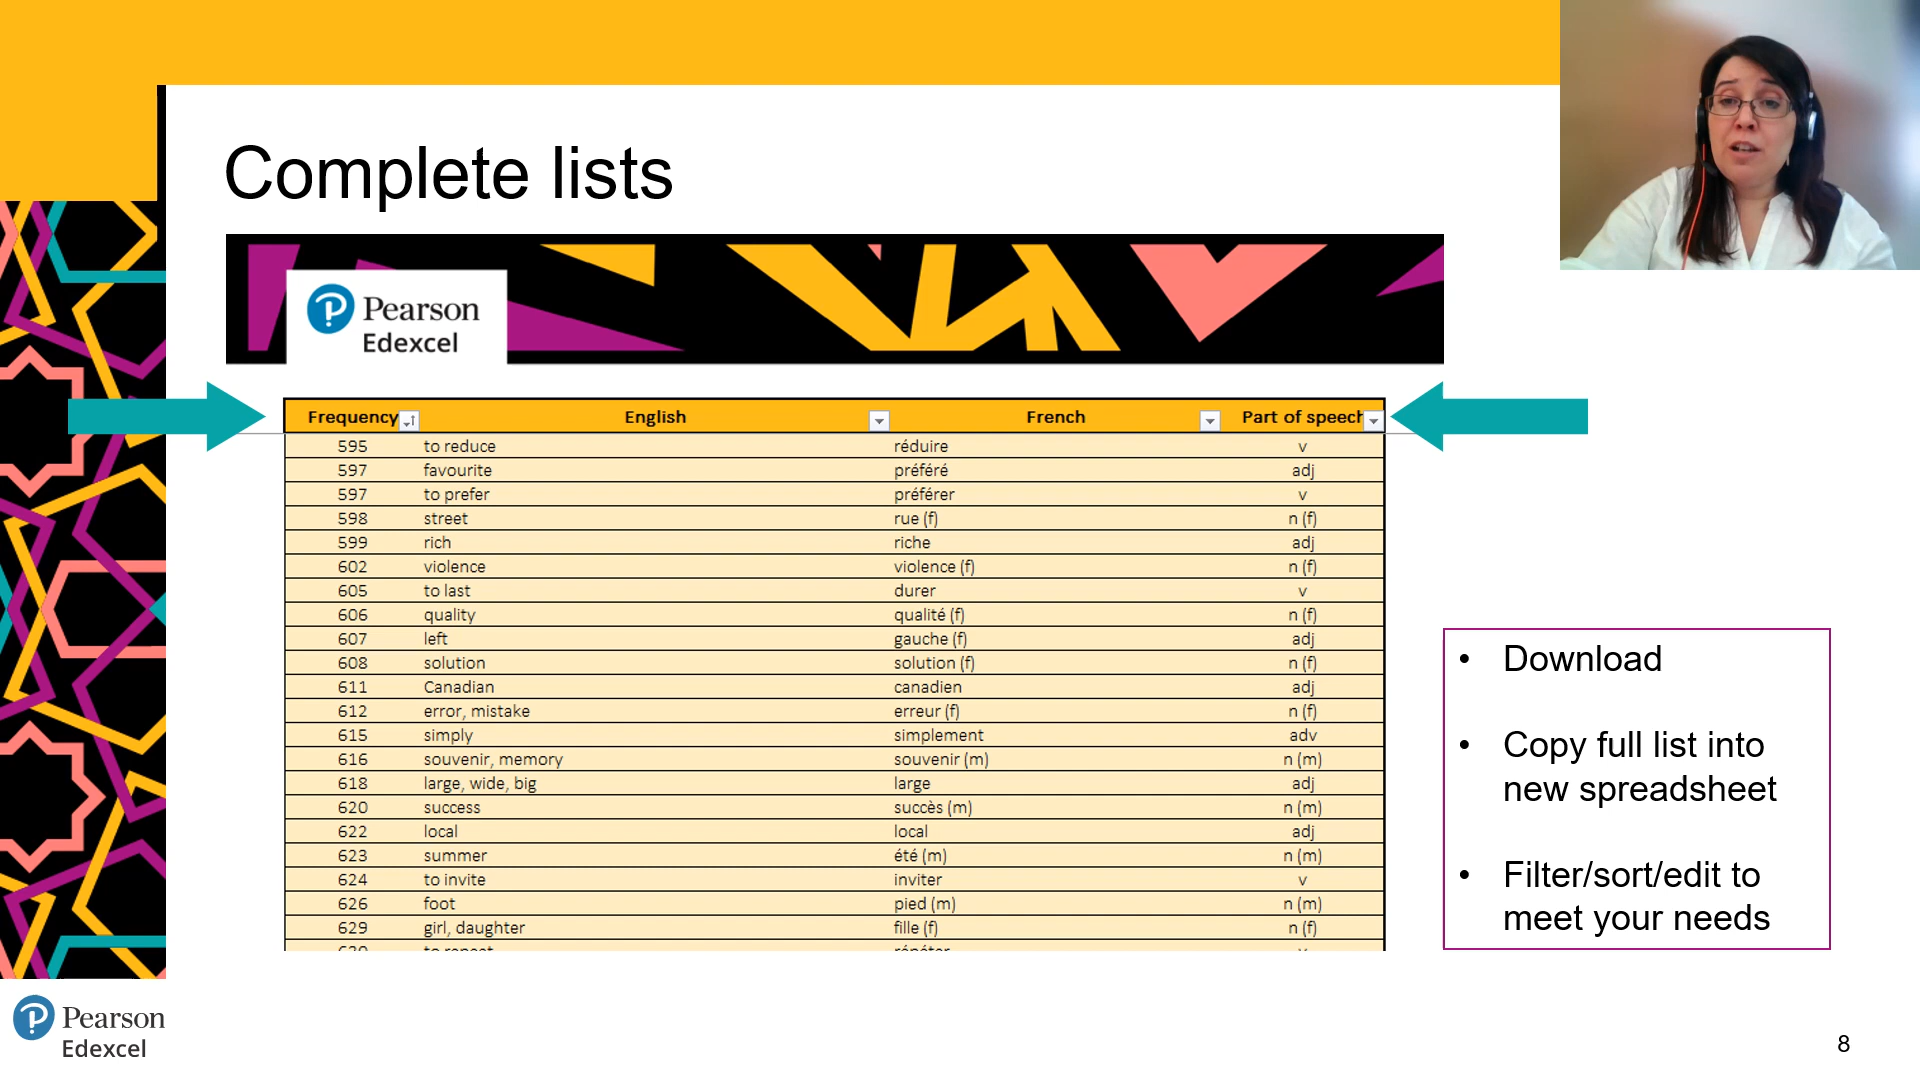 Complete lists
Pearson
Edexcel
Frequency English French Part of speech
595 to reduce réduire v
597 favourite préféré adj
597 to prefer préférer v
598 street rue (f) n (f)
599 rich riche adj
602 violence violence (f) n (f)
605 to last durer v
606 quality qualité (f) n (f)
607 left gauche (f) adj
608 solution solution (f) n (f)
611 Canadian canadien adj
612 error, mistake erreur (f) n (f)
615 simply simplement adv
616 souvenir, memory souvenir (m) n (m)
618 large, wide, big large adj
620 success succès (m) n (m)
622 local local adj
623 summer été (m) n (m)
624 to invite inviter v
626 foot pied (m) n (m)
629 girl, daughter fille (f) n (f)
630 to repeat répéter v
• Download
• Copy full list into
new spreadsheet
• Filter/sort/edit to
meet your needs
Pearson
Edexcel
8